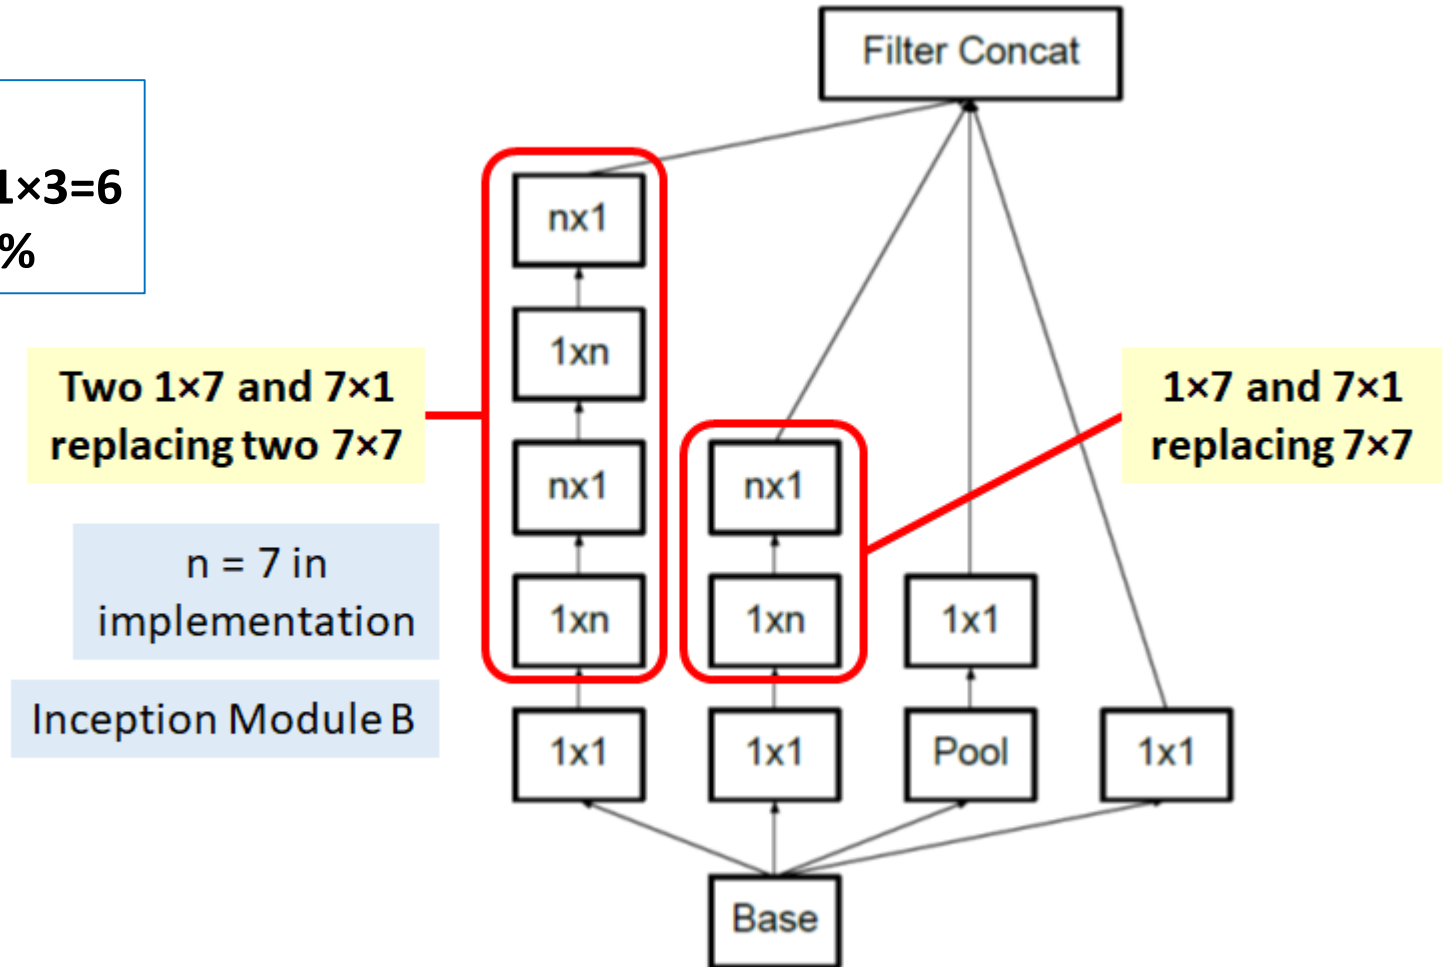 Filter Concat
1×3=6
%
nx1
1xn
Two 1×7 and 7×1
replacing two 7×7
1×7 and 7×1
replacing 7×7
nx1
nx1
n = 7 in
implementation
1xn
1xn
1x1
Inception Module B
1x1
1x1
Pool
1x1
Base